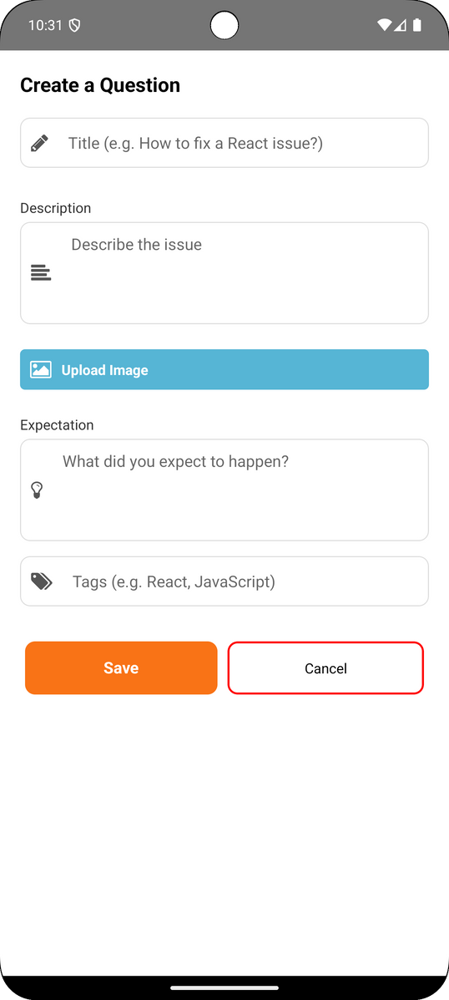 10:31
Create a Question
Title (e.g. How to fix a React issue?)
Description
Describe the issue
Upload Image
Expectation
What did you expect to happen?
Tags (e.g. React, JavaScript)
Save
Cancel